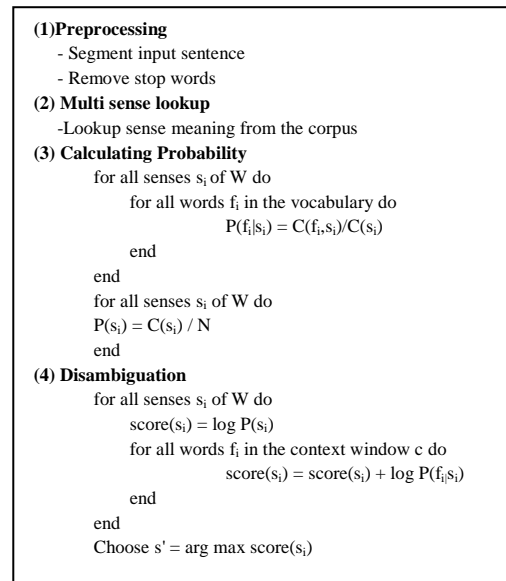 (1)Preprocessing
- Segment input sentence
- Remove stop words
(2) Multi sense lookup
-Lookup sense meaning from the corpus
(3) Calculating Probability
for all senses sᵢ of W do
for all words fᵢ in the vocabulary do
P(fᵢ|sᵢ) = C(fᵢ,sᵢ)/C(sᵢ)
end
end
for all senses sᵢ of W do
P(sᵢ) = C(sᵢ) / N
end
(4) Disambiguation
for all senses sᵢ of W do
score(sᵢ) = log P(sᵢ)
for all words fᵢ in the context window c do
score(sᵢ) = score(sᵢ) + log P(fᵢ|sᵢ)
end
end
Choose s' = arg max score(sᵢ)